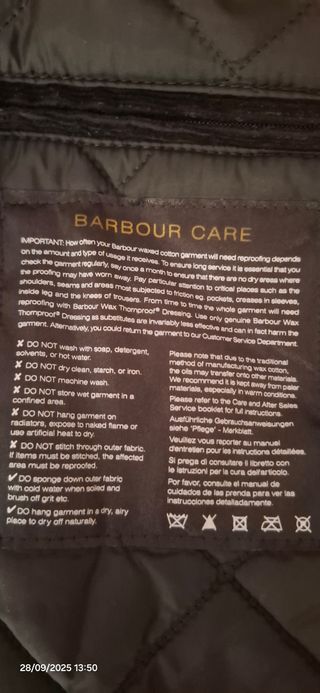 BARBOUR CARE
IMPORTANT: How often your Barbour waxed cotton garment will need reproofing depends
on the amount and type of usage it receives. To ensure long service it is essential that you
check the garment regularly, say once a month to ensure that there are no dry areas where
the proofing may have worn away. Pay particular attention to critical places such as the
shoulders, seams and areas most subjected to friction eg. pockets, creases in sleeves,
inside leg and the knees of trousers. From time to time the whole garment will need
reproofing with Barbour Wax Thornproof® Dressing. Use only genuine Barbour Wax
Thornproof® Dressing as substitutes are invariably less effective and can in fact harm the
garment. Alternatively, you could return the garment to our Customer Service Department.
✘ DO NOT wash with soap, detergent,
solvents, or hot water.
✘ DO NOT dry clean, starch, or iron.
✘ DO NOT machine wash.
✘ DO NOT store wet garment in a
confined area.
✘ DO NOT hang garment on
radiators, expose to naked flame or
use artificial heat to dry.
✘ DO NOT stitch through outer fabric.
If items must be stitched, the affected
area must be reproofed.
✔ DO sponge down outer fabric
with cold water when soiled and
brush off grit etc.
✔ DO hang garment in a dry, airy
place to dry off naturally.
Please note that due to the traditional
method of manufacturing wax cotton,
the oils may transfer onto other materials.
We recommend it is kept away from paler
materials, especially in warm conditions.
Please refer to the Care and After Sales
Service booklet for full instructions.
Ausführliche Gebrauchsanweisungen
siehe 'Pflege' - Merkblatt.
Veuillez vous reporter au manuel
d'entretien pour les instructions détaillées.
Si prega di consultare il libretto con
le istruzioni per la cura dell'articolo.
Por favor, consulte el manual de
cuidados de las prenda para ver las
instrucciones detalladamente.
28/09/2025 13:50